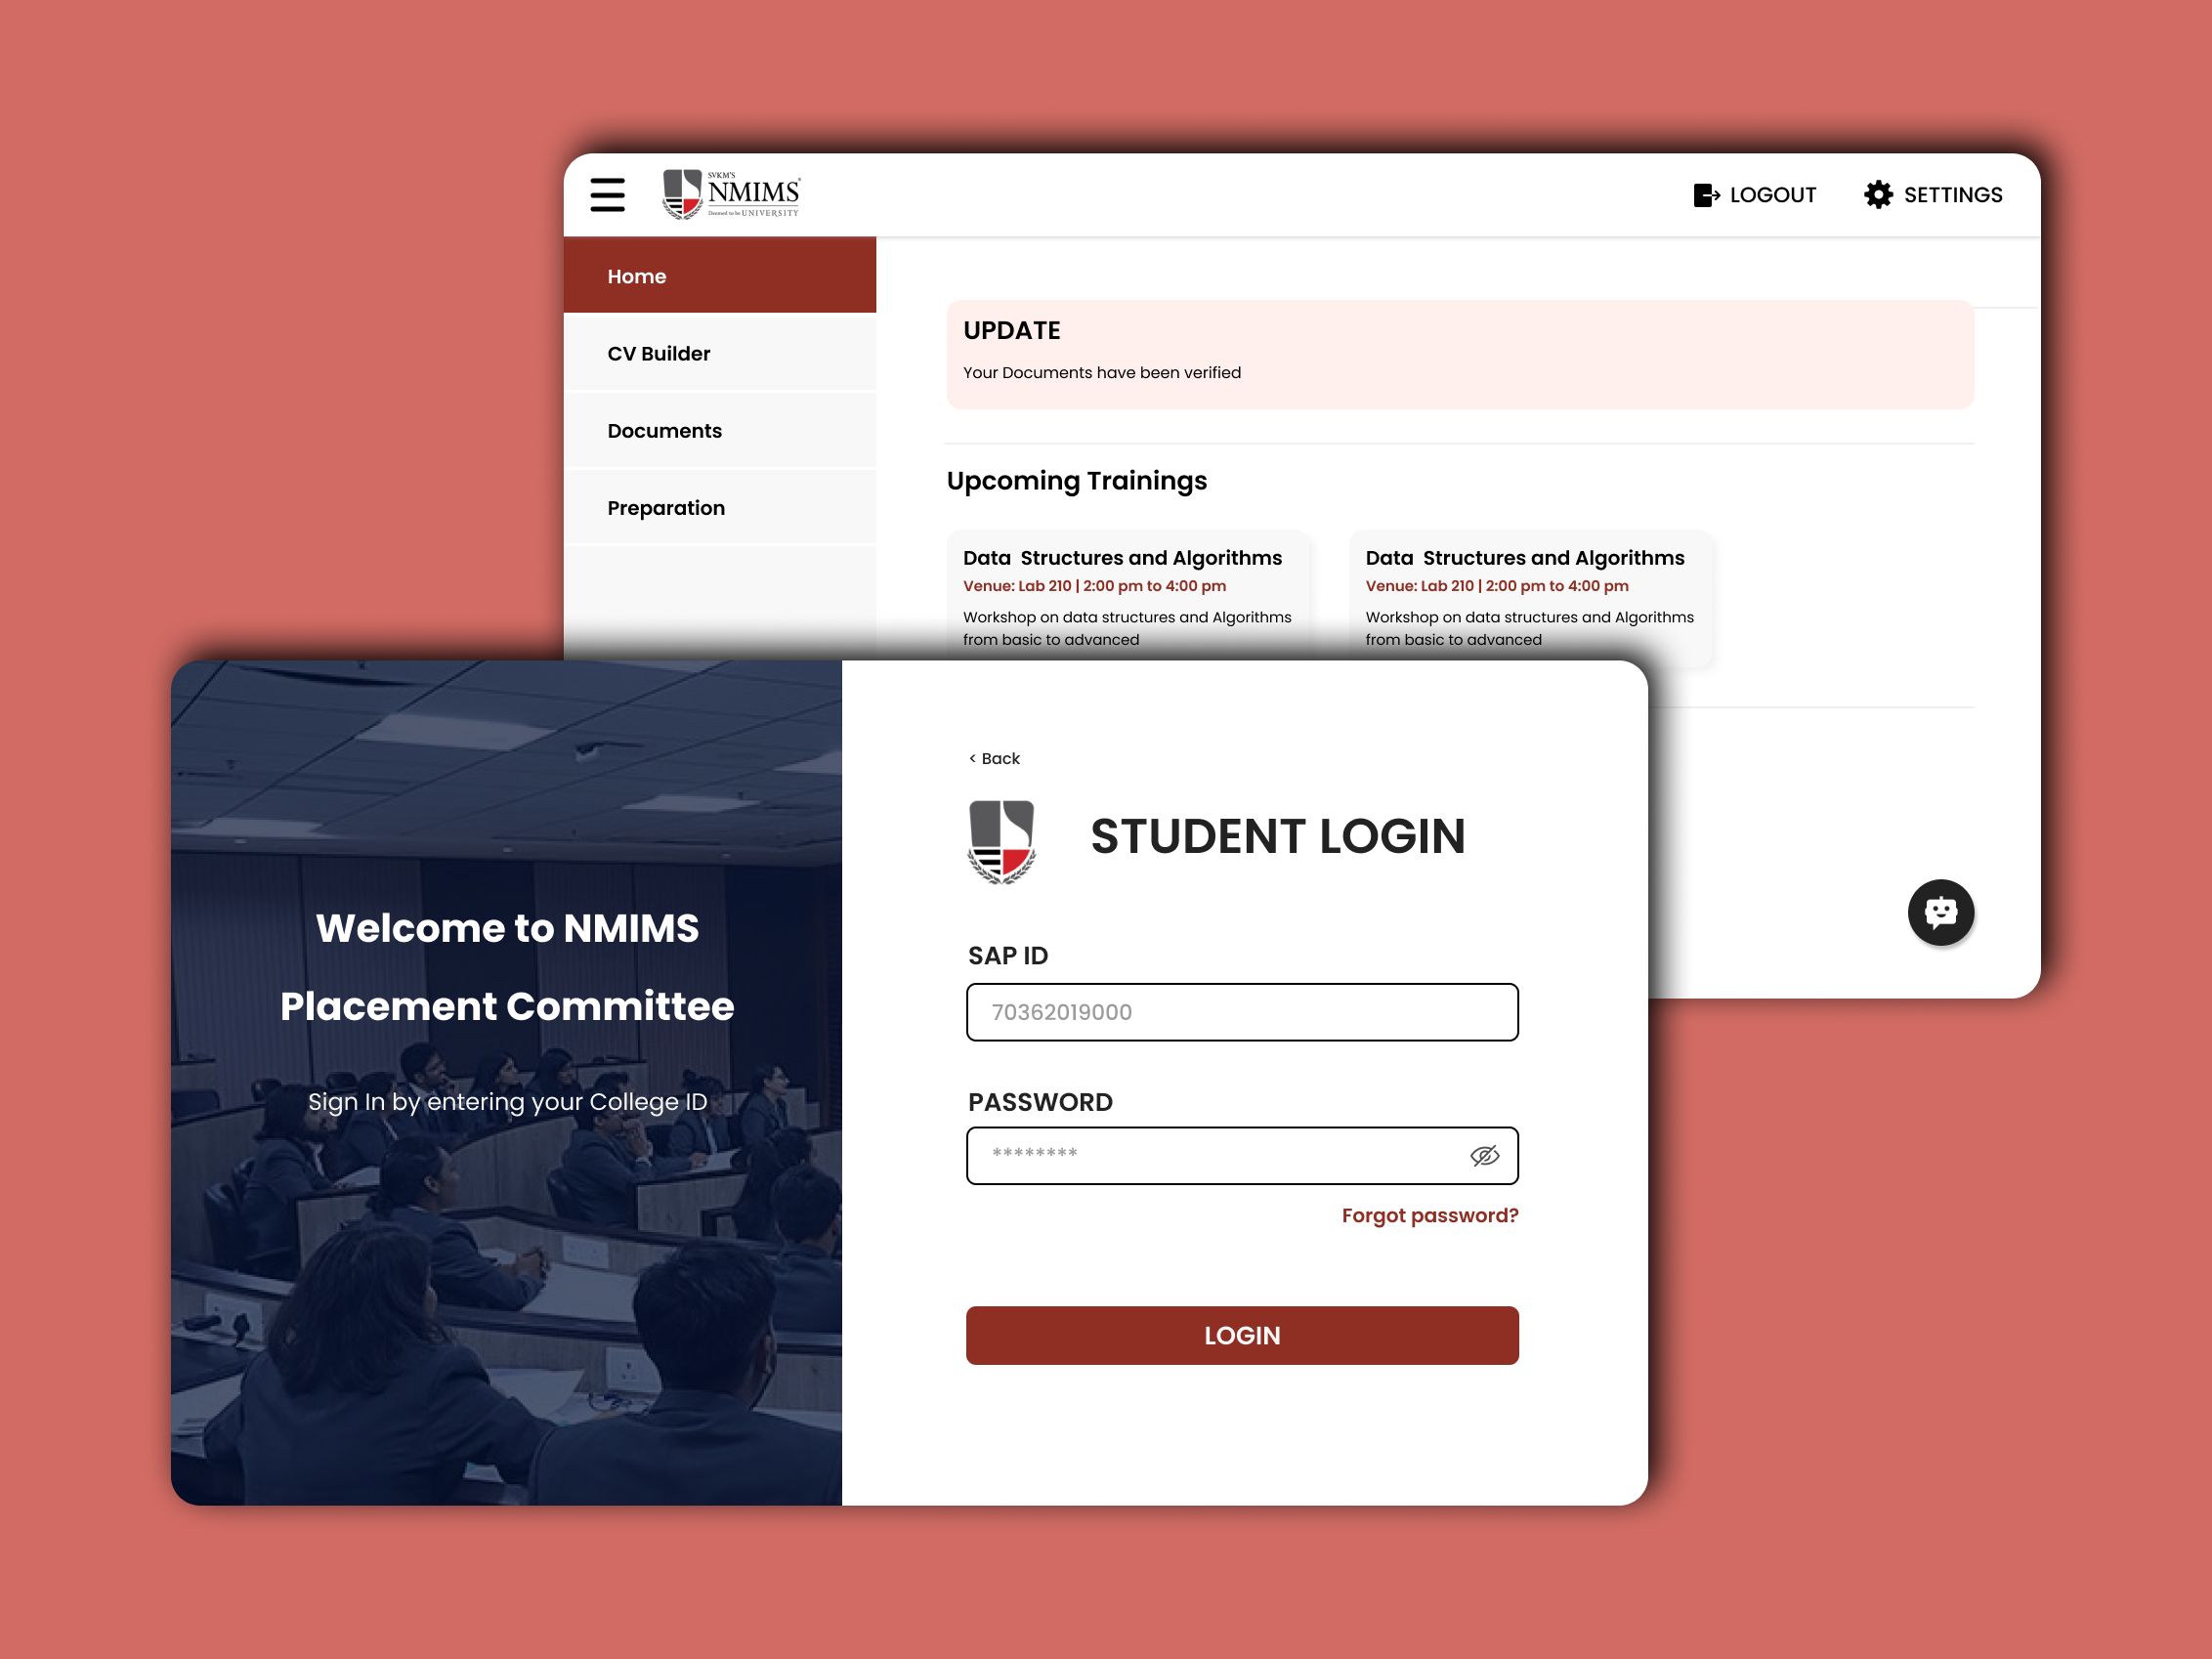 SVKM'S
NMIMS
Deemed to be UNIVERSITY
LOGOUT
SETTINGS
Home
CV Builder
Documents
Preparation
UPDATE
Your Documents have been verified
Upcoming Trainings
Data Structures and Algorithms
Venue: Lab 210 | 2:00 pm to 4:00 pm
Workshop on data structures and Algorithms
from basic to advanced
Data Structures and Algorithms
Venue: Lab 210 | 2:00 pm to 4:00 pm
Workshop on data structures and Algorithms
from basic to advanced
Welcome to NMIMS
Placement Committee
Sign In by entering your College ID
< Back
STUDENT LOGIN
SAP ID
70362019000
PASSWORD
********
Forgot password?
LOGIN